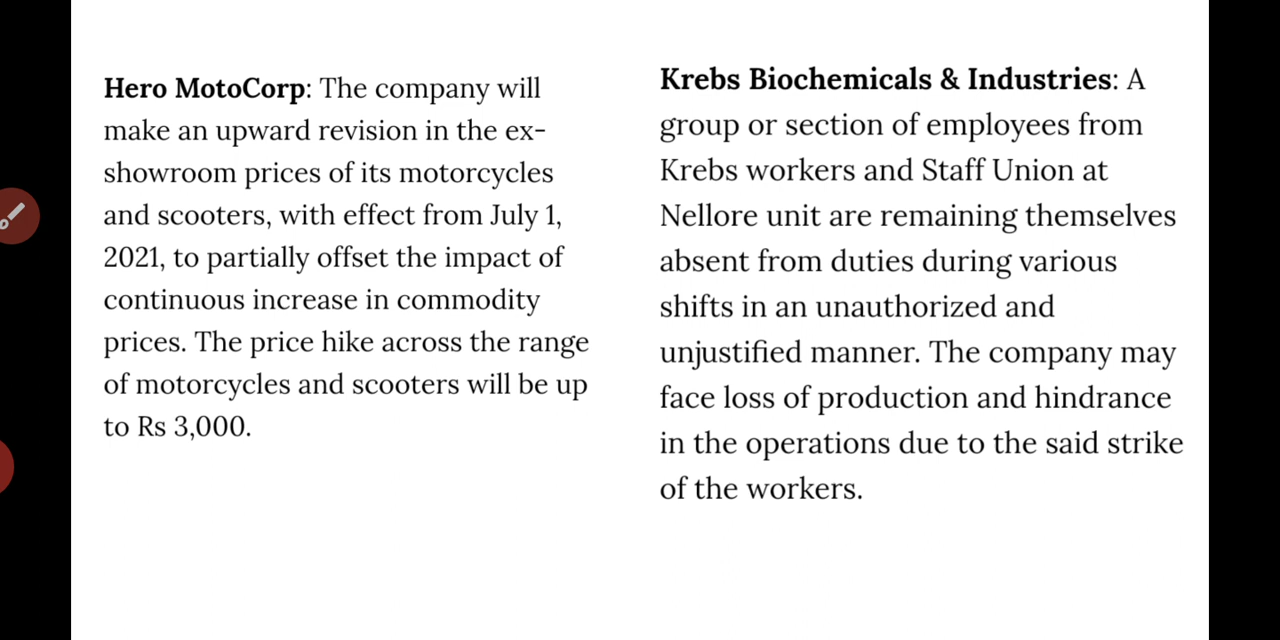 Hero MotoCorp: The company will
make an upward revision in the ex-
showroom prices of its motorcycles
and scooters, with effect from July 1,
2021, to partially offset the impact of
continuous increase in commodity
prices. The price hike across the range
of motorcycles and scooters will be up
to Rs 3,000.
Krebs Biochemicals & Industries: A
group or section of employees from
Krebs workers and Staff Union at
Nellore unit are remaining themselves
absent from duties during various
shifts in an unauthorized and
unjustified manner. The company may
face loss of production and hindrance
in the operations due to the said strike
of the workers.